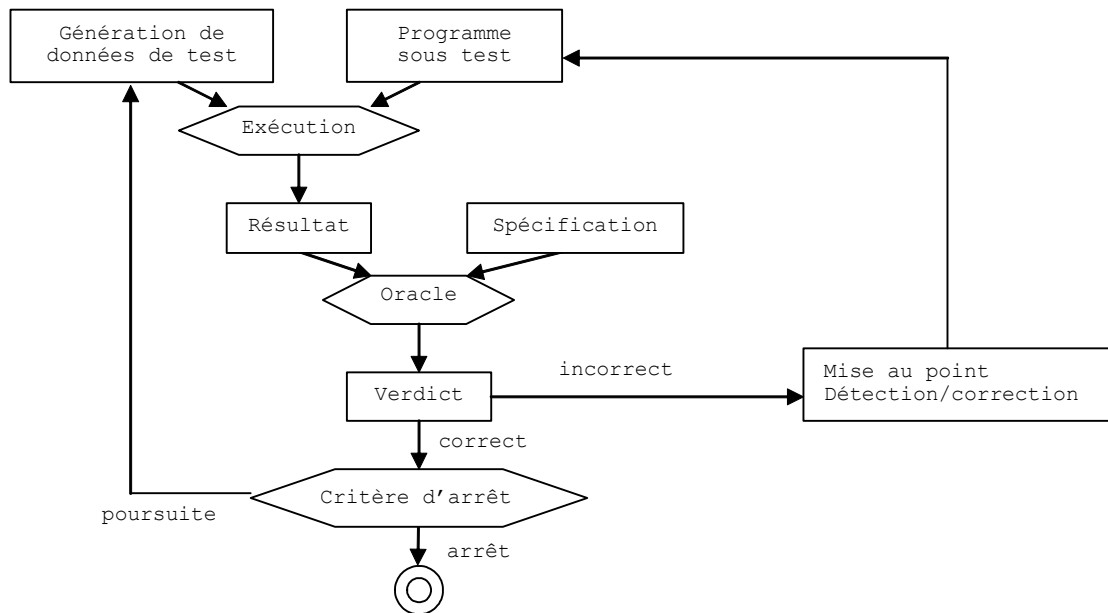 Génération de
données de test
Programme
sous test
Exécution
Résultat
Spécification
Oracle
incorrect
Mise au point
Détection/correction
Verdict
correct
Critère d’arrêt
poursuite
arrêt